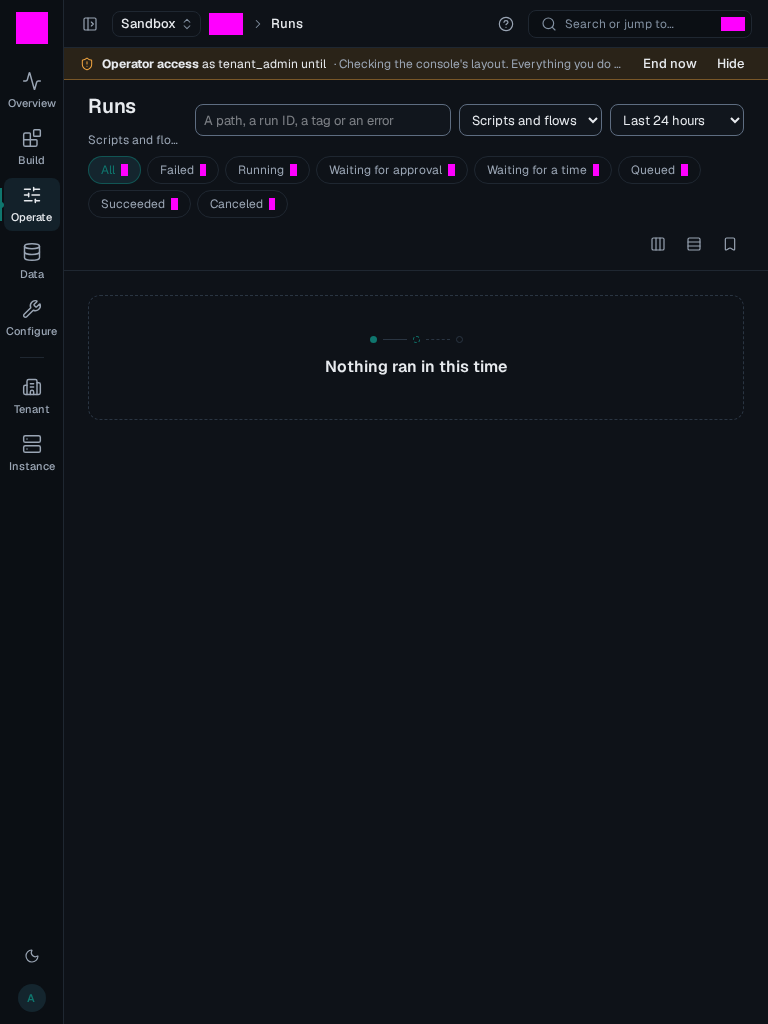 Sandbox
Runs
Search or jump to...
Operator access as tenant_admin until · Checking the console's layout. Everything you do ...
End now
Hide
Overview
Build
Operate
Data
Configure
Tenant
Instance
A
Runs
Scripts and flo...
A path, a run ID, a tag or an error
Scripts and flows
Last 24 hours
All
Failed
Running
Waiting for approval
Waiting for a time
Queued
Succeeded
Canceled
Nothing ran in this time